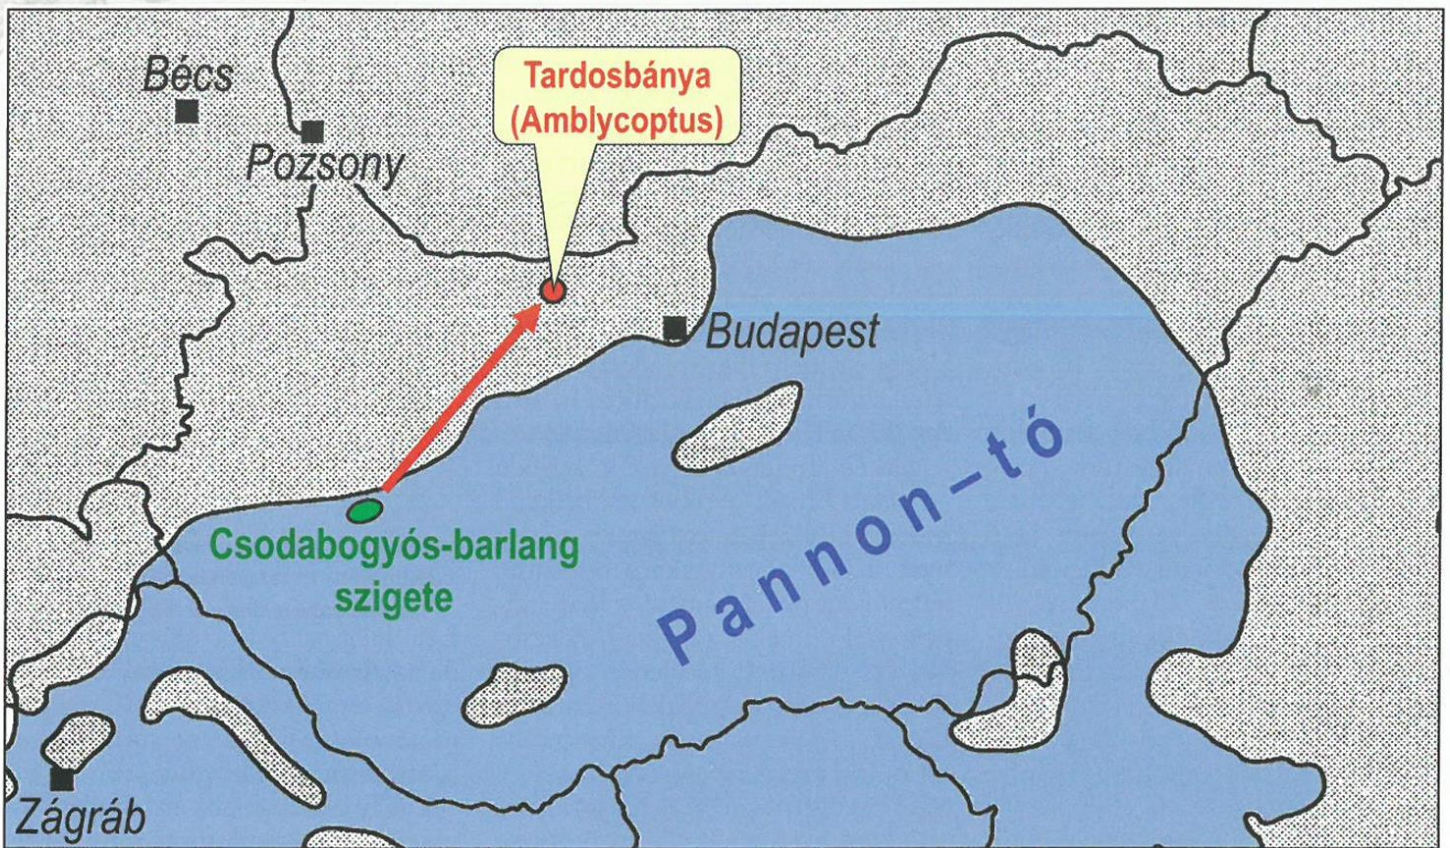 Bécs
Pozsony
Tardosbánya
(Amblycoptus)
Budapest
Csodabogyós-barlang
szigete
Pannon-tó
Zágráb